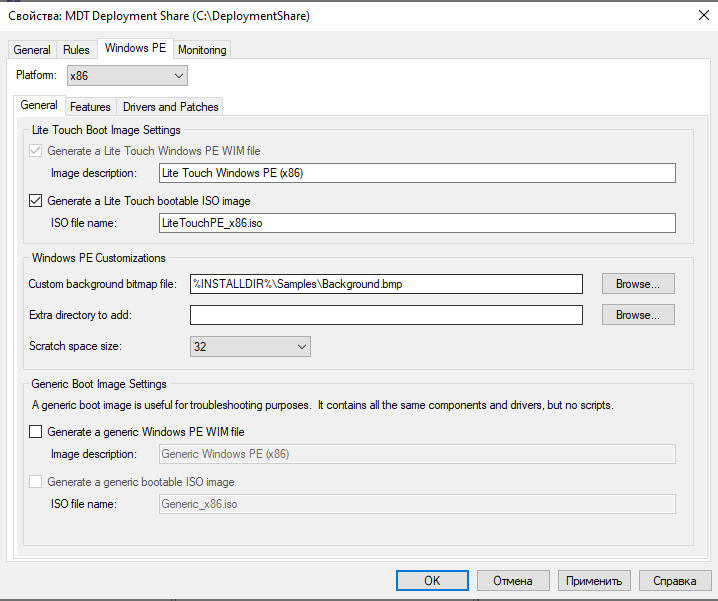 Свойства: MDT Deployment Share (C:\DeploymentShare)
General Rules Windows PE Monitoring
Platform: x86
General Features Drivers and Patches
Lite Touch Boot Image Settings
Generate a Lite Touch Windows PE WIM file
Image description: Lite Touch Windows PE (x86)
Generate a Lite Touch bootable ISO image
ISO file name: LiteTouchPE_x86.iso
Windows PE Customizations
Custom background bitmap file: %INSTALLDIR%\Samples\Background.bmp Browse...
Extra directory to add: Browse...
Scratch space size: 32
Generic Boot Image Settings
A generic boot image is useful for troubleshooting purposes. It contains all the same components and drivers, but no scripts.
Generate a generic Windows PE WIM file
Image description: Generic Windows PE (x86)
Generate a generic bootable ISO image
ISO file name: Generic_x86.iso
OK Отмена Применить Справка